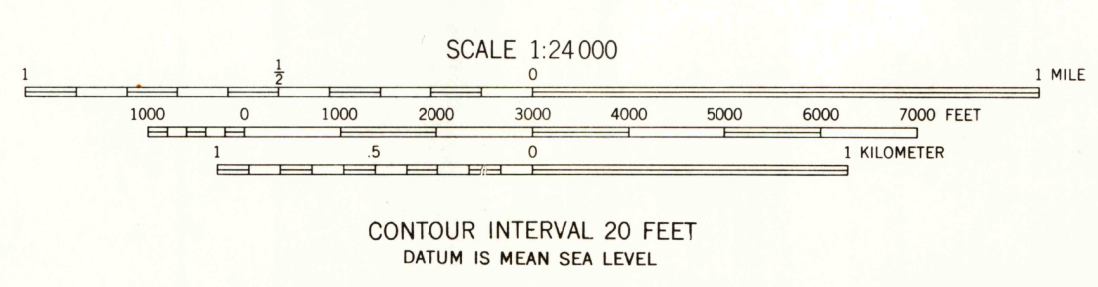 SCALE 1:24 000
1 1/2 0 1 MILE
1000 0 1000 2000 3000 4000 5000 6000 7000 FEET
1 .5 0 1 KILOMETER
CONTOUR INTERVAL 20 FEET
DATUM IS MEAN SEA LEVEL